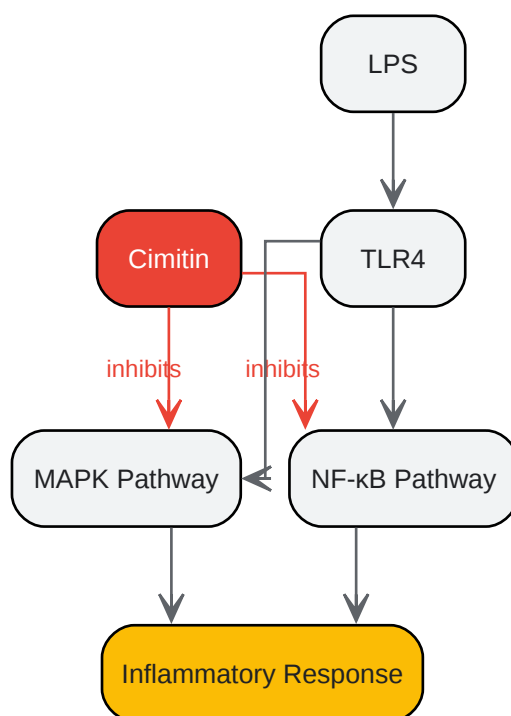 LPS
Cimitin
TLR4
inhibits
inhibits
MAPK Pathway
NF-κB Pathway
Inflammatory Response